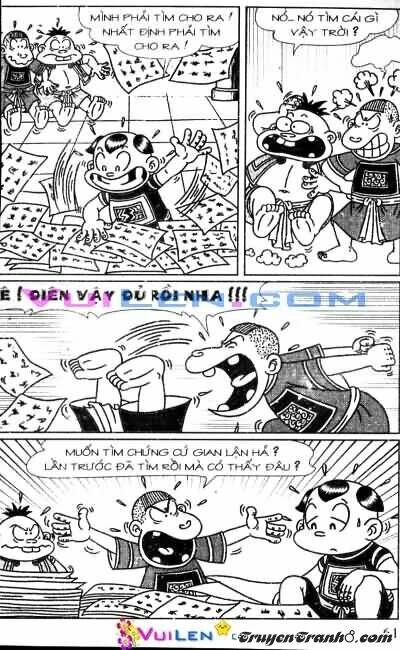 MÌNH PHẢI TÌM CHO RA !
NHẤT ĐỊNH PHẢI TÌM
CHO RA !
NÓ... NÓ TÌM CÁI GÌ
VẬY TRỜI ?
Ê ! ĐIÊN VẬY ĐỦ RỒI NHA !!!
VUILEN.COM
MUỐN TÌM CHỨNG CỨ GIAN LẬN HẢ ?
LẦN TRƯỚC ĐÃ TÌM RỒI MÀ CÓ THẤY ĐÂU ?
VUILEN
TruyenTranh8.com